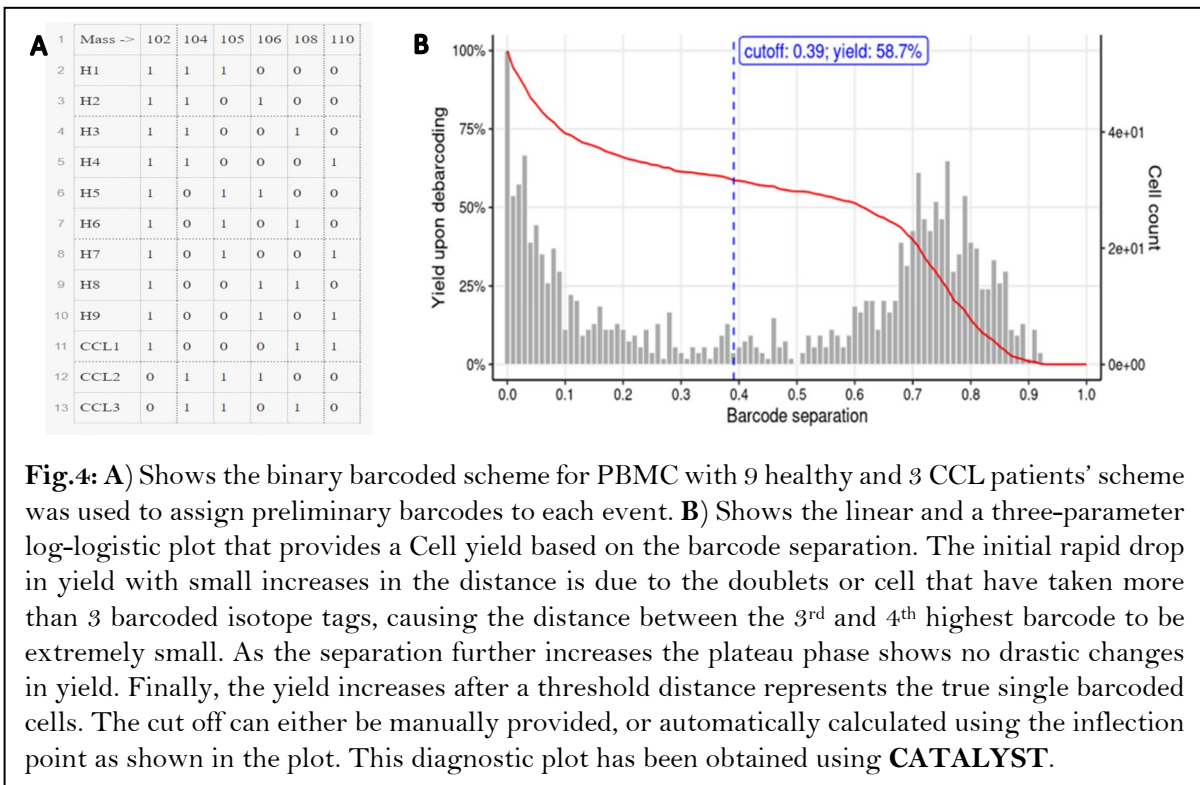 A
1 Mass -> 102 104 105 106 108 110
2 H1 1 1 1 0 0 0
3 H2 1 1 0 1 0 0
4 H3 1 1 0 0 1 0
5 H4 1 1 0 0 0 1
6 H5 1 0 1 1 0 0
7 H6 1 0 1 0 1 0
8 H7 1 0 1 0 0 1
9 H8 1 0 0 1 1 0
10 H9 1 0 0 1 0 1
11 CCL1 1 0 0 0 1 1
12 CCL2 0 1 1 1 0 0
13 CCL3 0 1 1 0 1 0
B
cutoff: 0.39; yield: 58.7%
Yield upon debarcoding
100%
75%
50%
25%
0%
4e+01
2e+01
0e+00
Cell count
0.0 0.1 0.2 0.3 0.4 0.5 0.6 0.7 0.8 0.9 1.0
Barcode separation
Fig.4: A) Shows the binary barcoded scheme for PBMC with 9 healthy and 3 CCL patients’ scheme
was used to assign preliminary barcodes to each event. B) Shows the linear and a three-parameter
log-logistic plot that provides a Cell yield based on the barcode separation. The initial rapid drop
in yield with small increases in the distance is due to the doublets or cell that have taken more
than 3 barcoded isotope tags, causing the distance between the 3rd and 4th highest barcode to be
extremely small. As the separation further increases the plateau phase shows no drastic changes
in yield. Finally, the yield increases after a threshold distance represents the true single barcoded
cells. The cut off can either be manually provided, or automatically calculated using the inflection
point as shown in the plot. This diagnostic plot has been obtained using CATALYST.